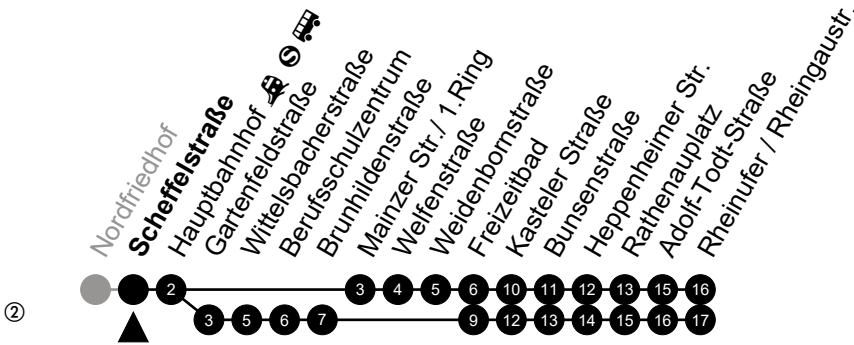 Nordfriedhof
Scheffelstraße
Hauptbahnhof S
Gartenfeldstraße
Wittelsbacherstraße
Berufsschulzentrum
Brunhildenstraße
Mainzer Str./ 1.Ring
Welfenstraße
Weidenbornstraße
Freizeitbad
Kasteler Straße
Bunsenstraße
Heppenheimer Str.
Rathenauplatz
Adolf-Todt-Straße
Rheinufer / Rheingaustr.
2 3 4 5 6 10 11 12 13 15 16
② 3 5 6 7 9 12 13 14 15 16 17